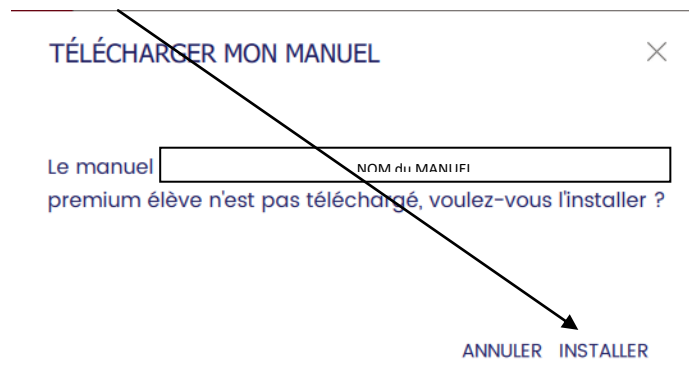 TÉLÉCHARGER MON MANUEL
Le manuel NOM du MANUEL
premium élève n'est pas téléchargé, voulez-vous l'installer ?
ANNULER INSTALLER